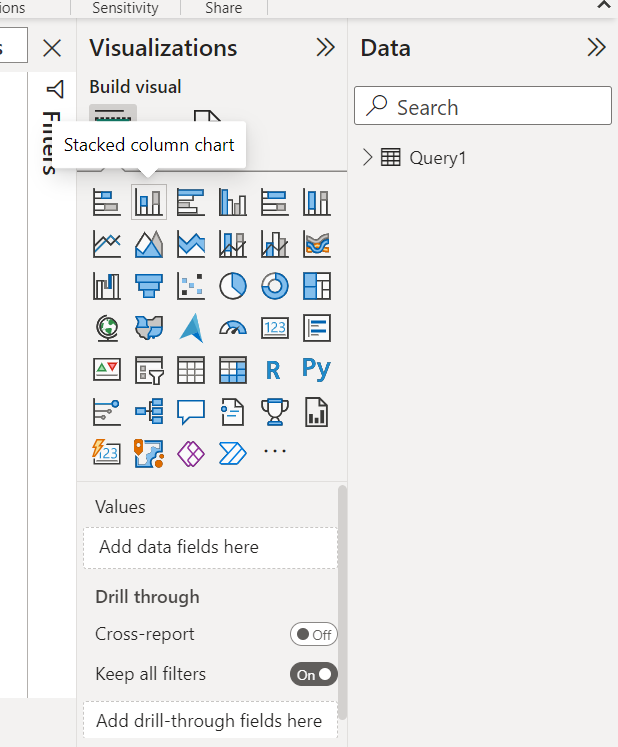 ons
Sensitivity
Share
s
Visualizations
Data
Build visual
Search
Filters
Stacked column chart
Query1
123
R
Py
123
...
Values
Add data fields here
Drill through
Cross-report
Off
Keep all filters
On
Add drill-through fields here